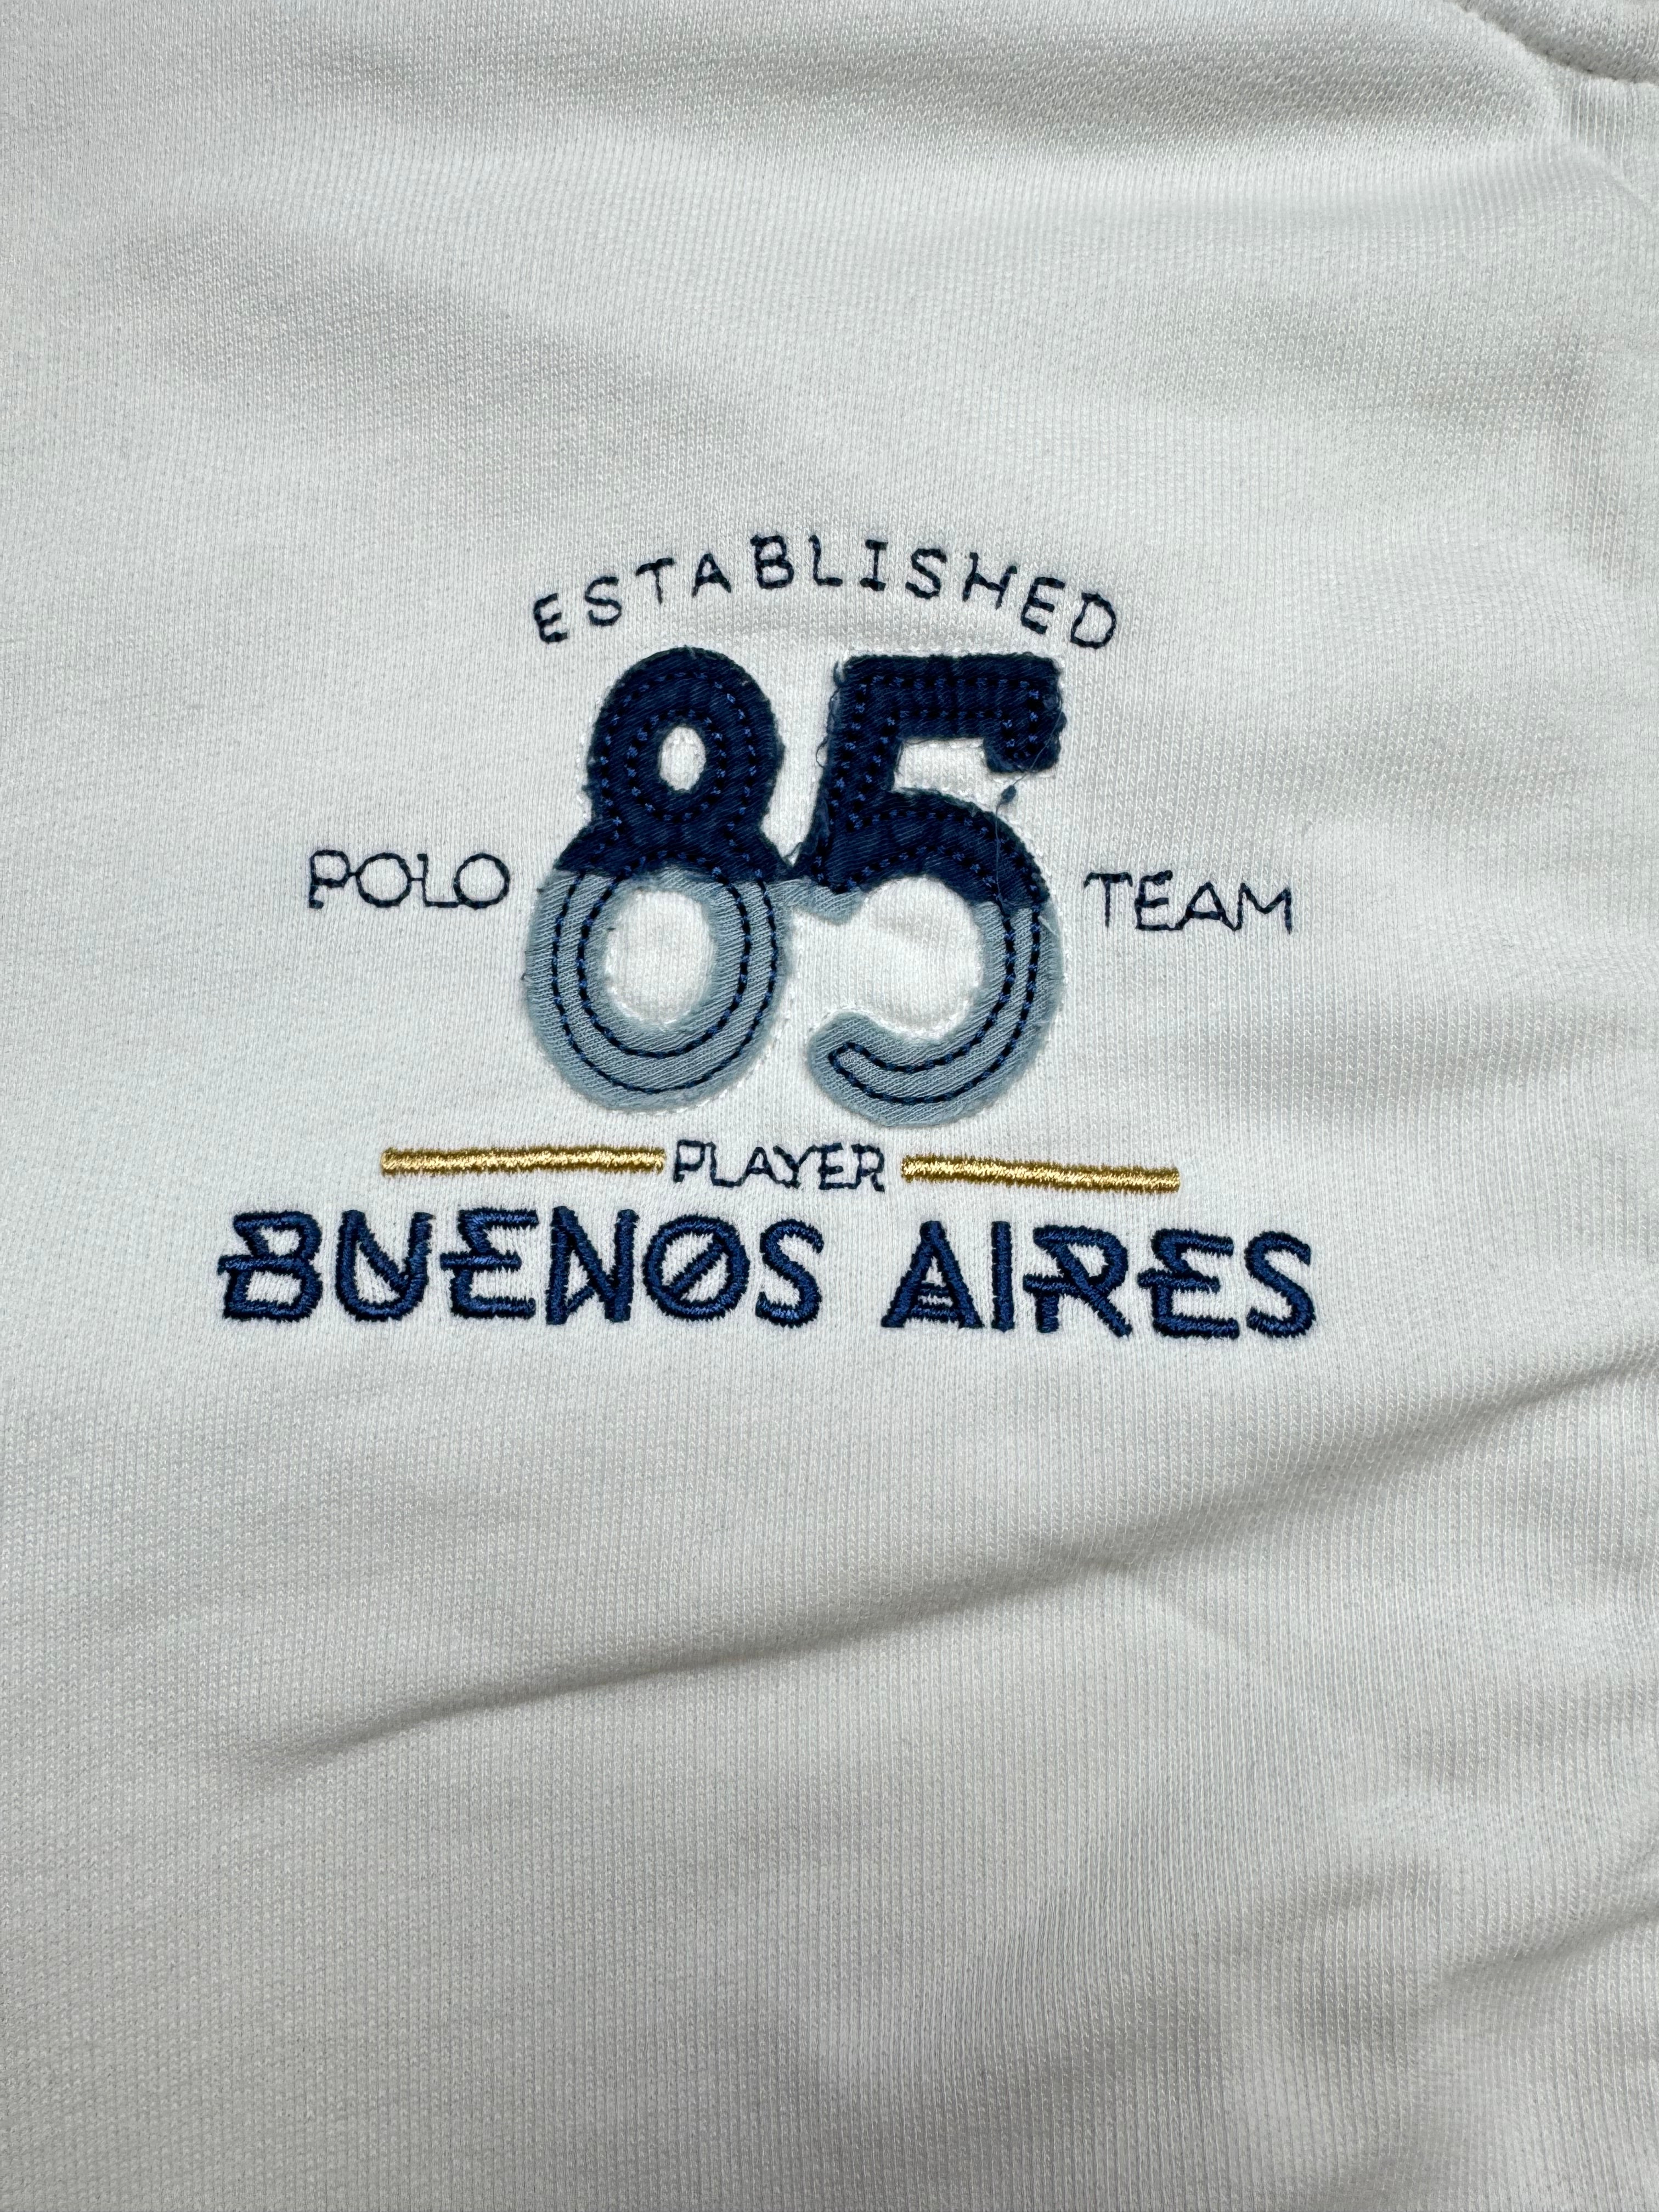 ESTABLISHED
85
POLO TEAM
PLAYER
BUENOS AIRES